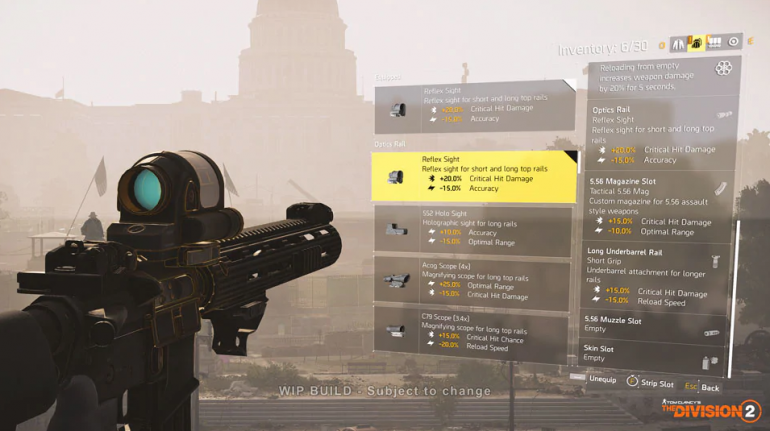 Inventory: 6/50
Equipped
Reflex Sight
Reflex sight for short and long top rails
+20.0% Critical Hit Damage
-15.0% Accuracy
Optics Rail
Reflex Sight
Reflex sight for short and long top rails
+20.0% Critical Hit Damage
-15.0% Accuracy
552 Holo Sight
Holographic sight for long rails
+10.0% Accuracy
-15.0% Optimal Range
Acog Scope (4x)
Magnifying scope for long top rails
+25.0% Optimal Range
-15.0% Critical Hit Damage
C79 Scope (3.4x)
Magnifying scope for long top rails
+15.0% Critical Hit Chance
-20.0% Reload Speed
Reloading from empty
increases weapon damage
by 20% for 5 seconds.
Optics Rail
Reflex Sight
Reflex sight for short and long top
rails
+20.0% Critical Hit Damage
-15.0% Accuracy
5.56 Magazine Slot
Tactical 5.56 Mag
Custom magazine for 5.56 assault
style weapons
+15.0% Critical Hit Damage
-10.0% Optimal Range
Long Underbarrel Rail
Short Grip
Underbarrel attachment for longer
rails
+15.0% Critical Hit Damage
-15.0% Reload Speed
5.56 Muzzle Slot
Empty
Skin Slot
Empty
Unequip
F Strip Slot
Esc Back
WIP BUILD - Subject to change
TOM CLANCY'S
THE DIVISION 2